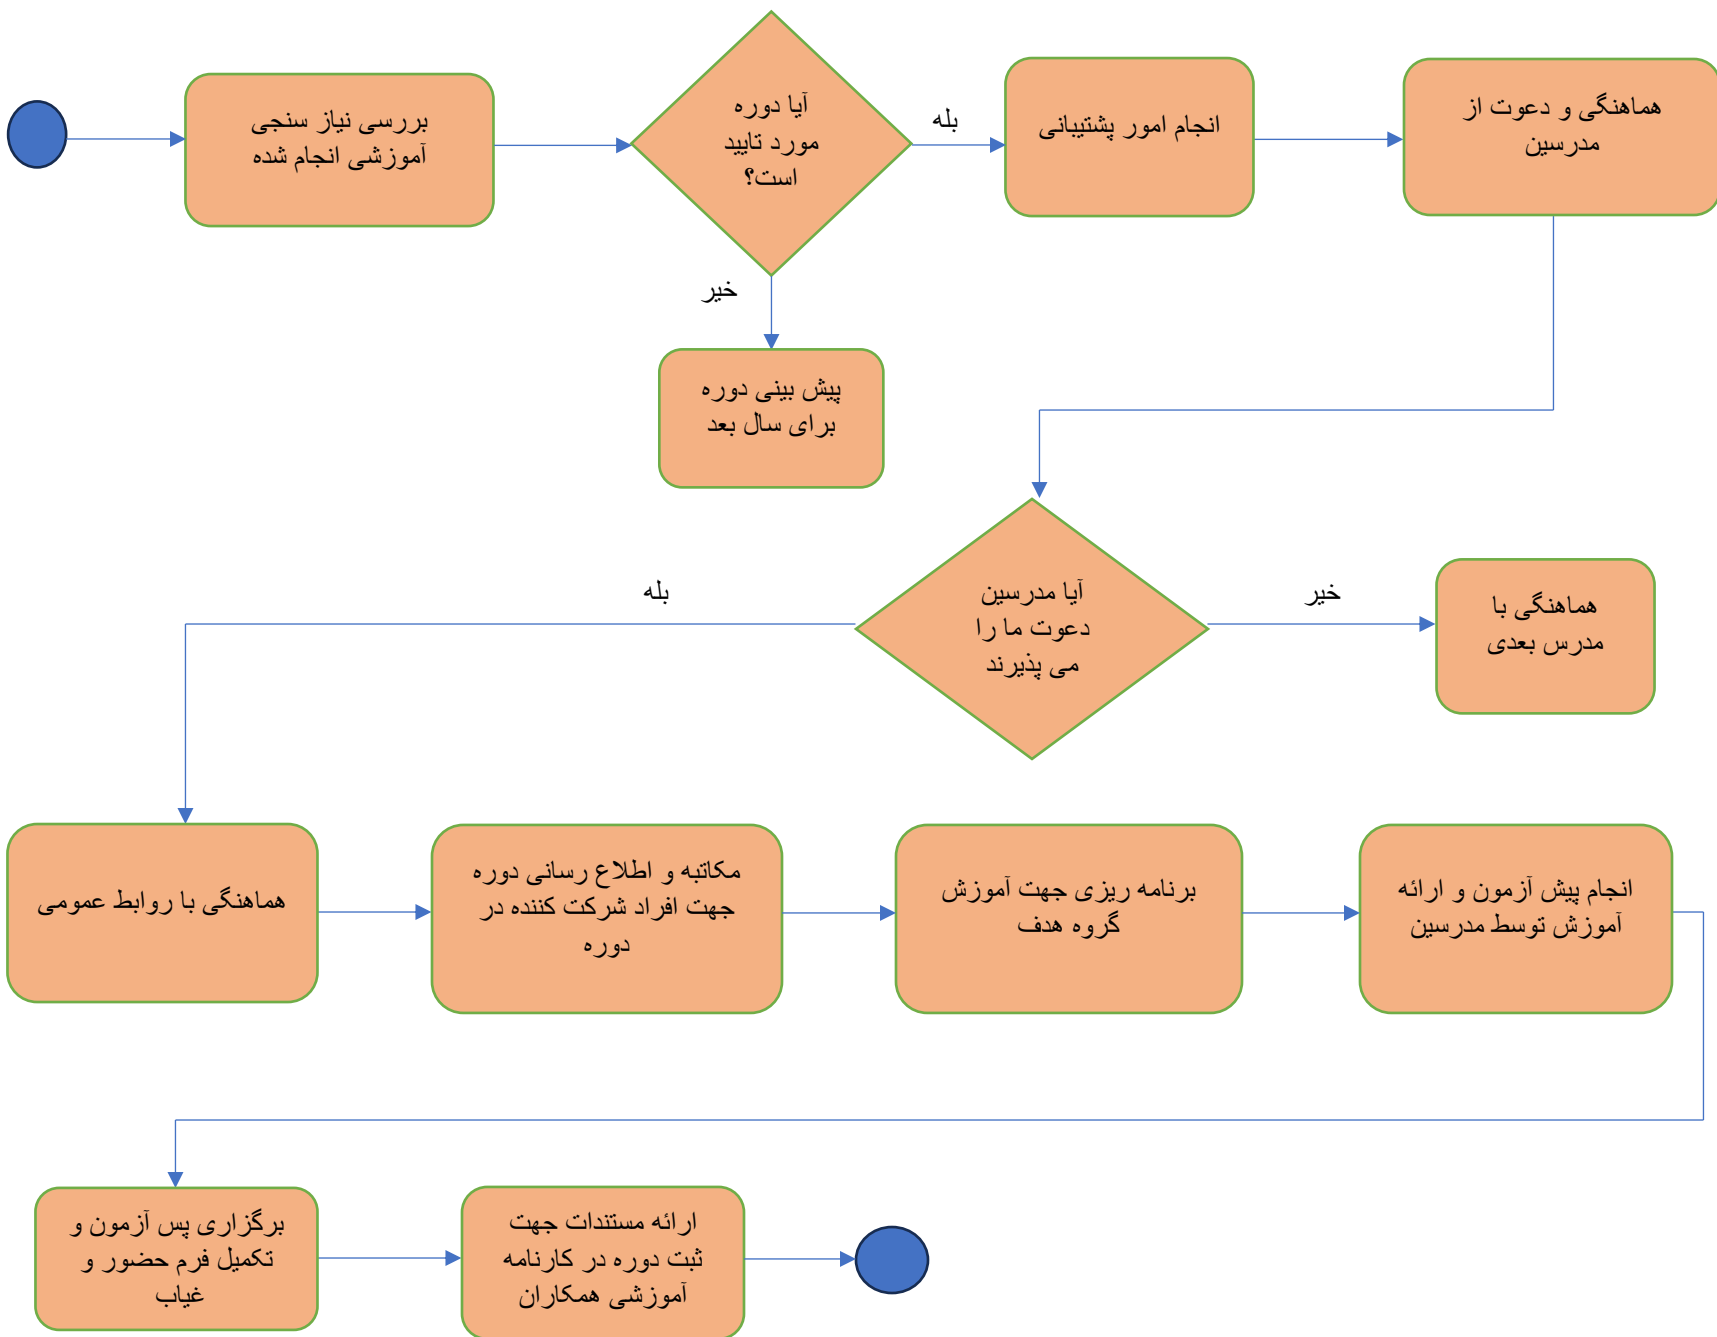 بررسی نیاز سنجی
آموزشی انجام شده
آیا دوره
مورد تایید
است؟
بله
انجام امور پشتیبانی
هماهنگی و دعوت از
مدرسین
خیر
پیش بینی دوره
برای سال بعد
آیا مدرسین
دعوت ما را
می پذیرند
خیر
هماهنگی با
مدرس بعدی
بله
هماهنگی با روابط عمومی
مکاتبه و اطلاع رسانی دوره
جهت افراد شرکت کننده در
دوره
برنامه ریزی جهت آموزش
گروه هدف
انجام پیش آزمون و ارائه
آموزش توسط مدرسین
برگزاری پس آزمون و
تکمیل فرم حضور و
غیاب
ارائه مستندات جهت
ثبت دوره در کارنامه
آموزشی همکاران